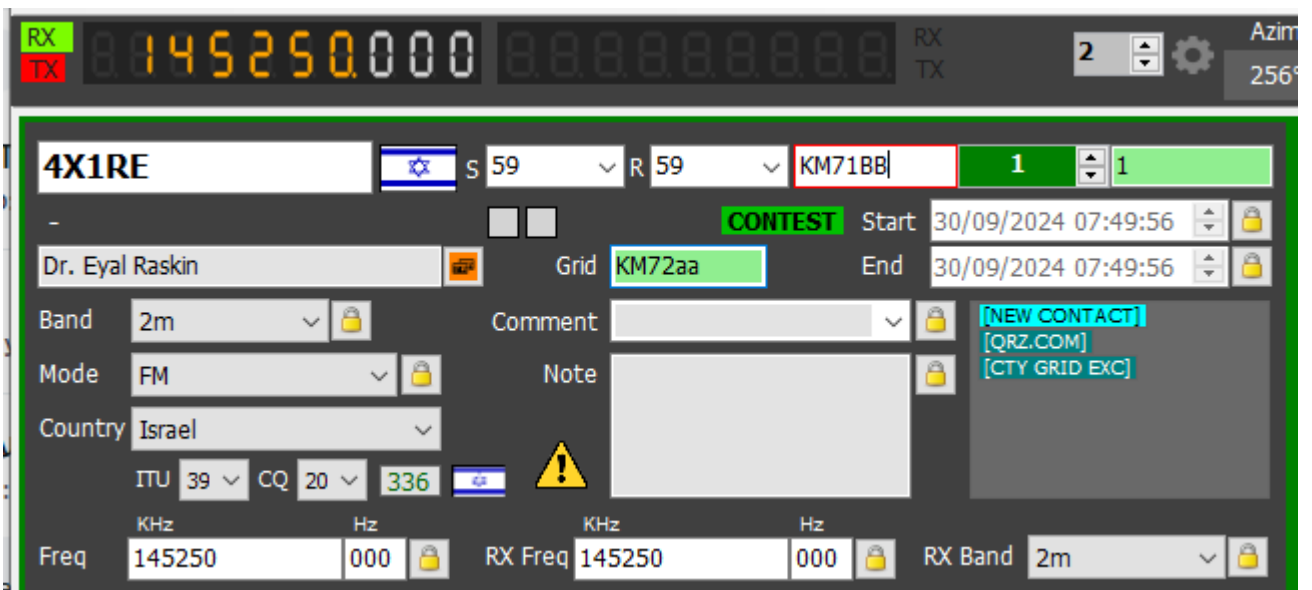 RX 145250.000 RX 2 Azim
TX TX 256°
4X1RE S 59 R 59 KM71BB 1 1
- CONTEST Start 30/09/2024 07:49:56
Dr. Eyal Raskin Grid KM72aa End 30/09/2024 07:49:56
Band 2m Comment [NEW CONTACT]
[QRZ.COM]
Mode FM Note [CTY GRID EXC]
Country Israel
ITU 39 CQ 20 336
KHz Hz KHz Hz
Freq 145250 000 RX Freq 145250 000 RX Band 2m